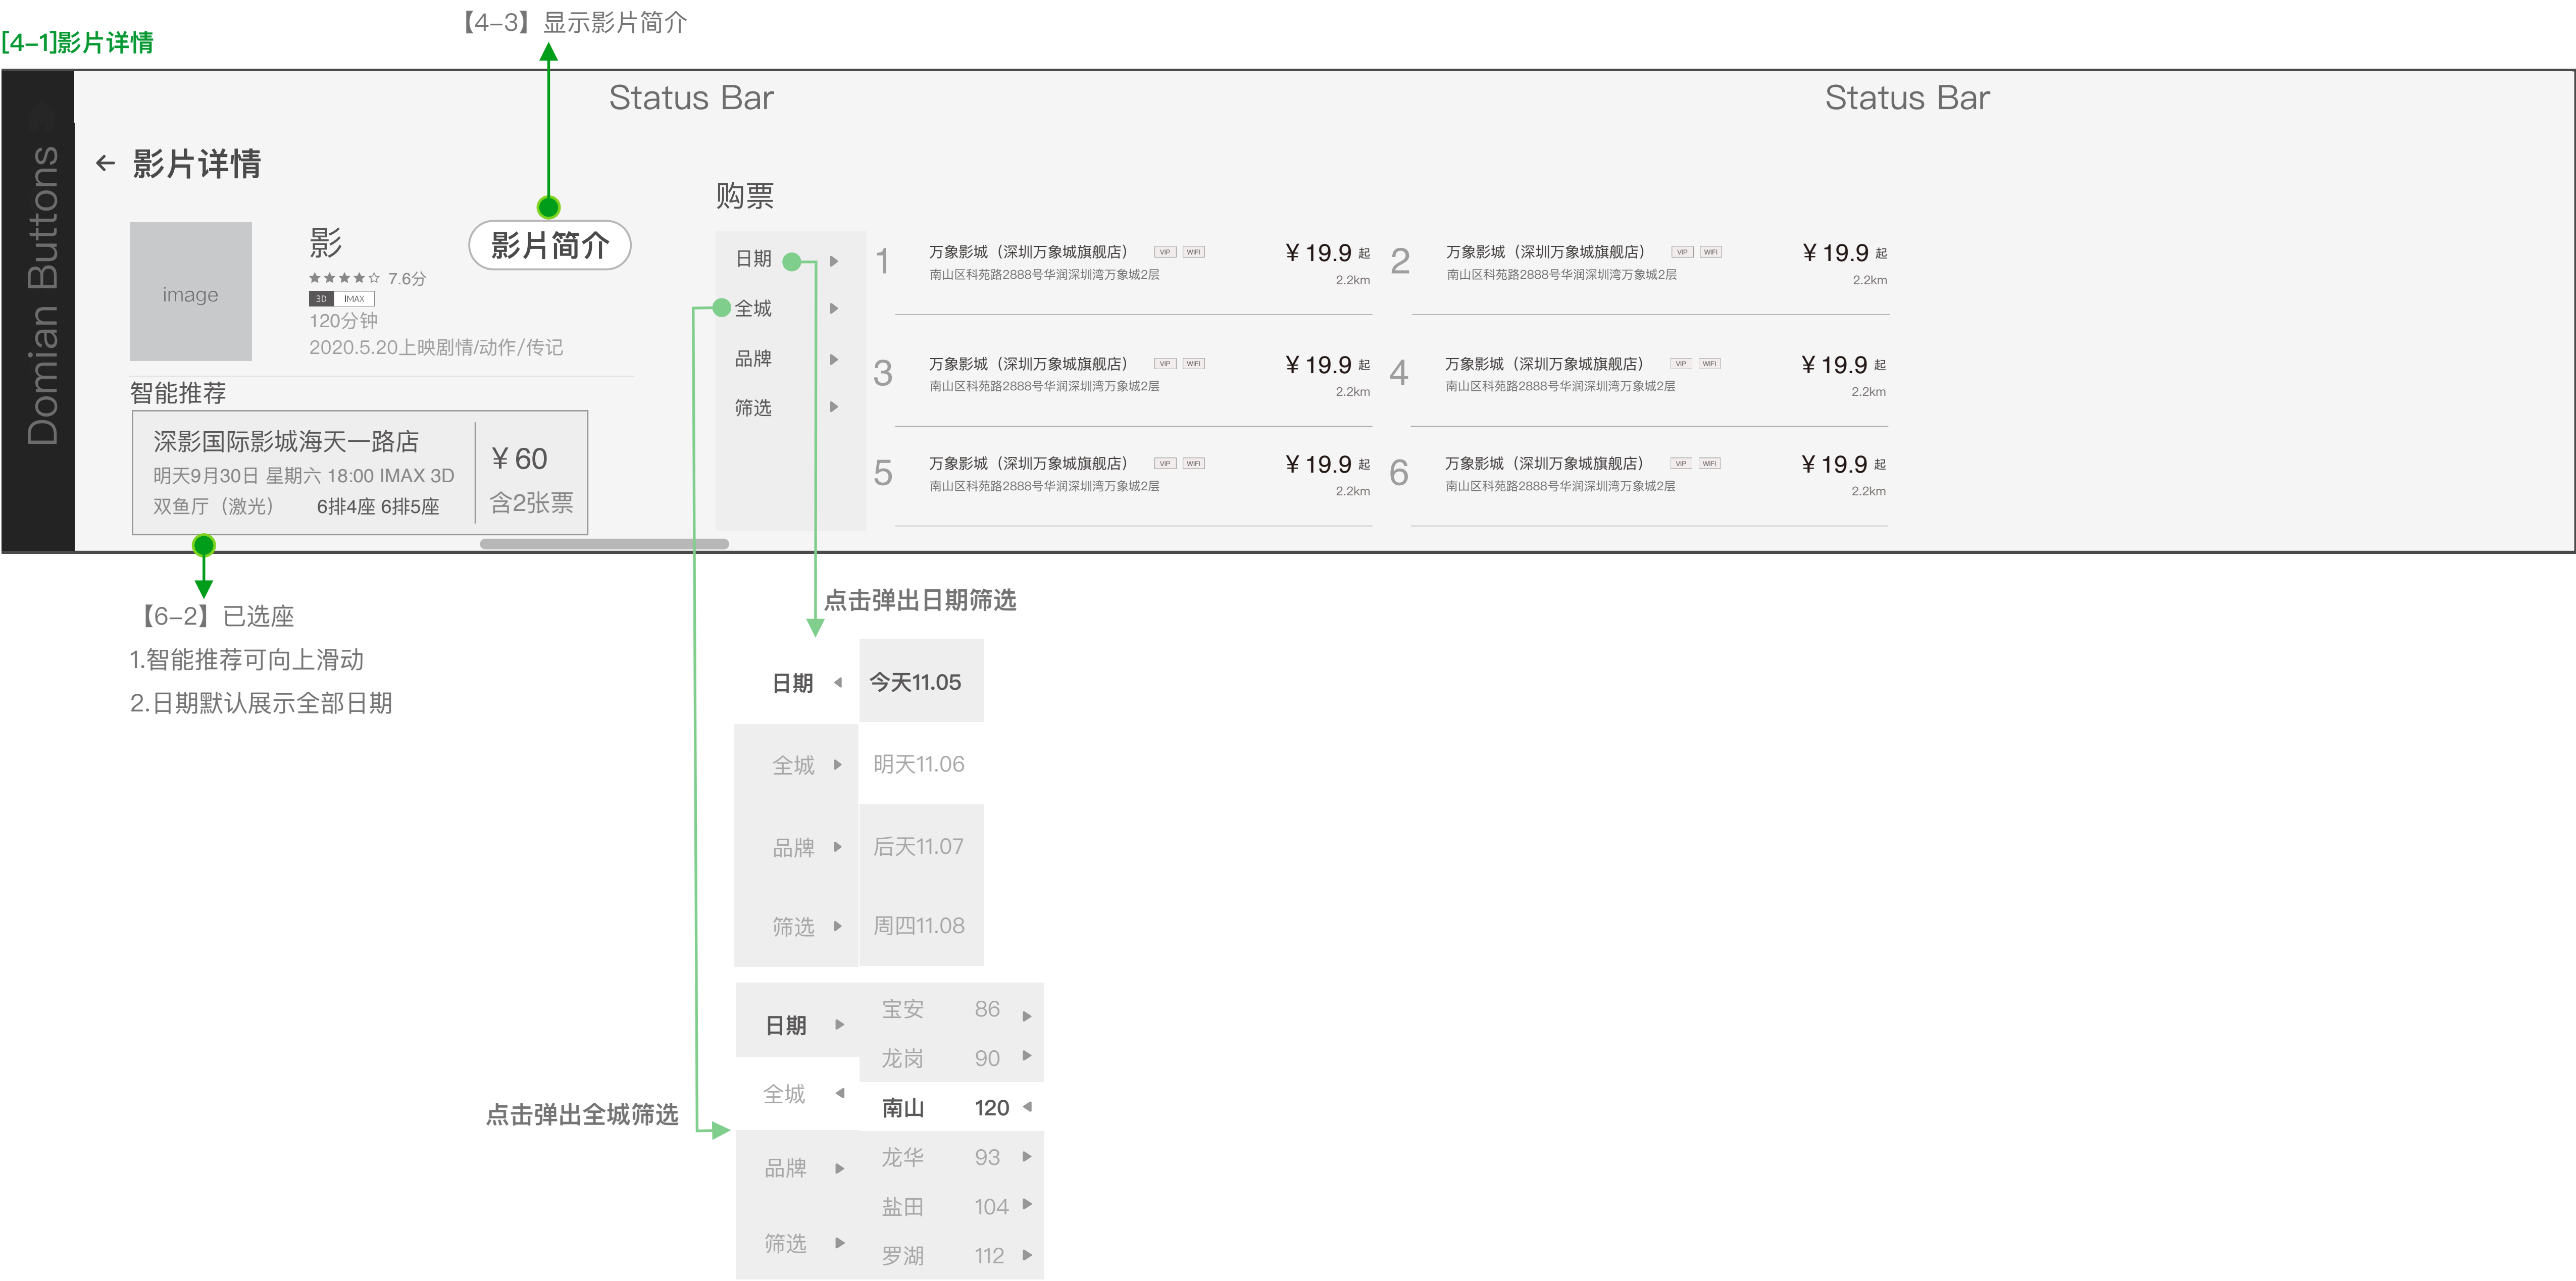 【4-3】显示影片简介
[4-1]影片详情
Status Bar
Status Bar
Domian Buttons
影片详情
影片简介
image
影
7.6分
3D IMAX
120分钟
2020.5.20上映剧情/动作/传记
智能推荐
深影国际影城海天一路店
明天9月30日 星期六 18:00 IMAX 3D
双鱼厅（激光） 6排4座 6排5座
¥ 60
含2张票
购票
日期
全城
品牌
筛选
1 万象影城（深圳万象城旗舰店） VIP WIFI ¥ 19.9 起
南山区科苑路2888号华润深圳湾万象城2层 2.2km
2 万象影城（深圳万象城旗舰店） VIP WIFI ¥ 19.9 起
南山区科苑路2888号华润深圳湾万象城2层 2.2km
3 万象影城（深圳万象城旗舰店） VIP WIFI ¥ 19.9 起
南山区科苑路2888号华润深圳湾万象城2层 2.2km
4 万象影城（深圳万象城旗舰店） VIP WIFI ¥ 19.9 起
南山区科苑路2888号华润深圳湾万象城2层 2.2km
5 万象影城（深圳万象城旗舰店） VIP WIFI ¥ 19.9 起
南山区科苑路2888号华润深圳湾万象城2层 2.2km
6 万象影城（深圳万象城旗舰店） VIP WIFI ¥ 19.9 起
南山区科苑路2888号华润深圳湾万象城2层 2.2km
【6-2】已选座
1.智能推荐可向上滑动
2.日期默认展示全部日期
点击弹出日期筛选
日期 今天11.05
全城 明天11.06
品牌 后天11.07
筛选 周四11.08
点击弹出全城筛选
日期
全城
品牌
筛选
宝安 86
龙岗 90
南山 120
龙华 93
盐田 104
罗湖 112